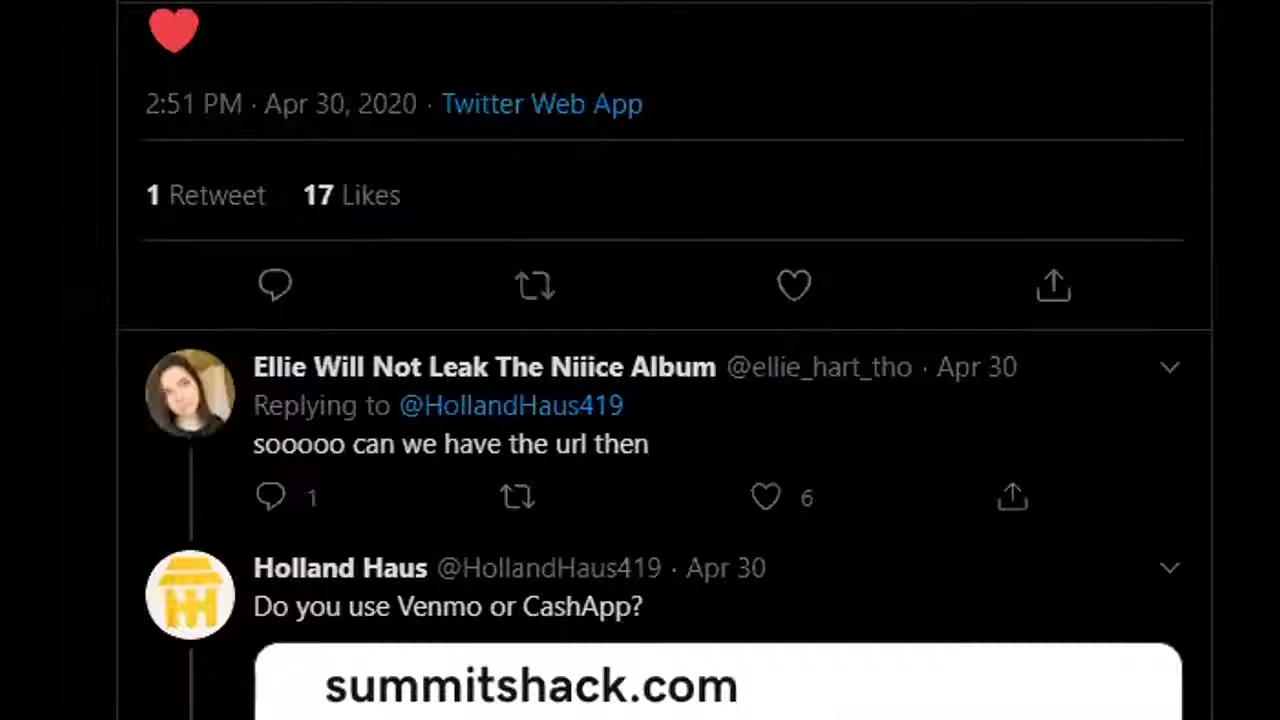 2:51 PM · Apr 30, 2020 · Twitter Web App
1 Retweet 17 Likes
Ellie Will Not Leak The Niiice Album @ellie_hart_tho · Apr 30
Replying to @HollandHaus419
sooooo can we have the url then
1 6
Holland Haus @HollandHaus419 · Apr 30
Do you use Venmo or CashApp?
summitshack.com